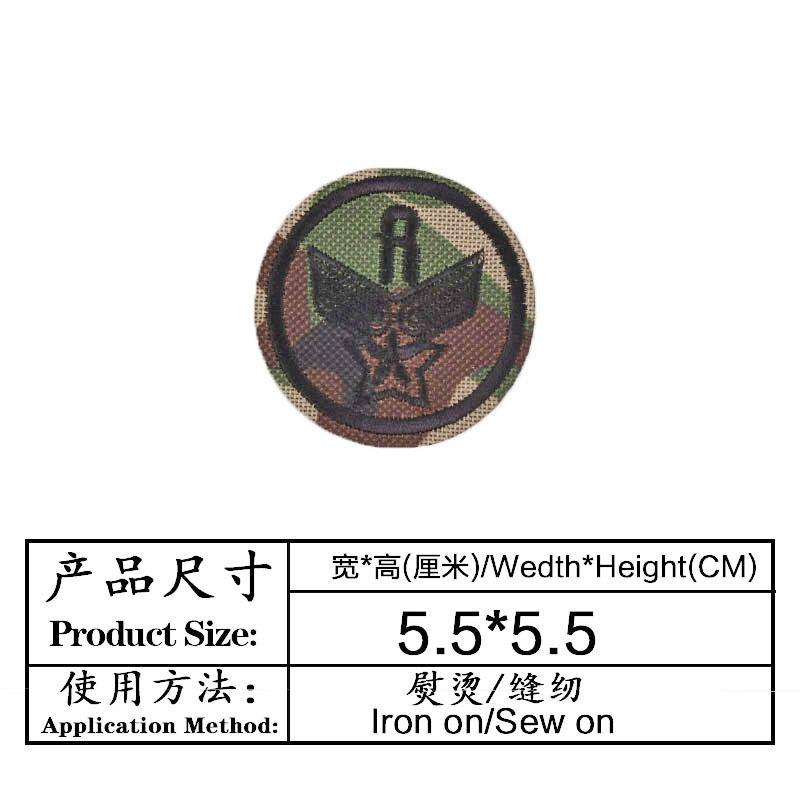 A
产品尺寸
Product Size:
宽*高(厘米)/Wedth*Height(CM)
5.5*5.5
使用方法:
Application Method:
熨烫/缝纫
Iron on/Sew on